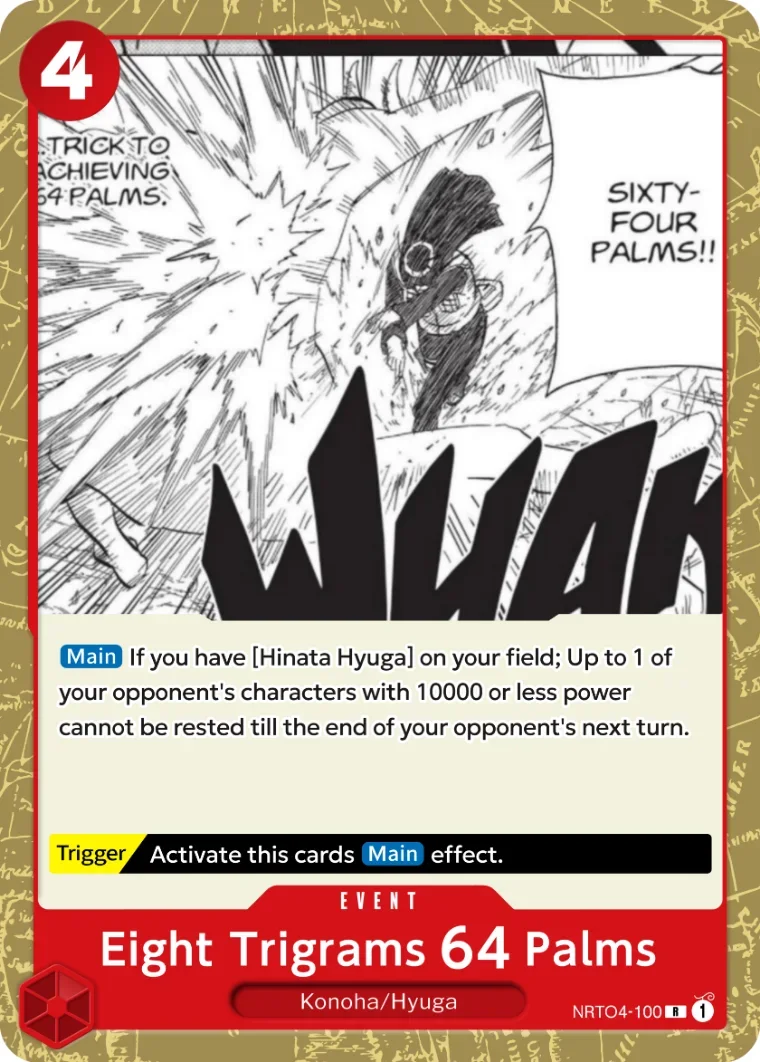 4
...TRICK TO
ACHIEVING
64 PALMS.
SIXTY-
FOUR
PALMS!!
WHAK
Main If you have [Hinata Hyuga] on your field; Up to 1 of
your opponent's characters with 10000 or less power
cannot be rested till the end of your opponent's next turn.
Trigger Activate this cards Main effect.
EVENT
Eight Trigrams 64 Palms
Konoha/Hyuga
NRTO4-100 R 1